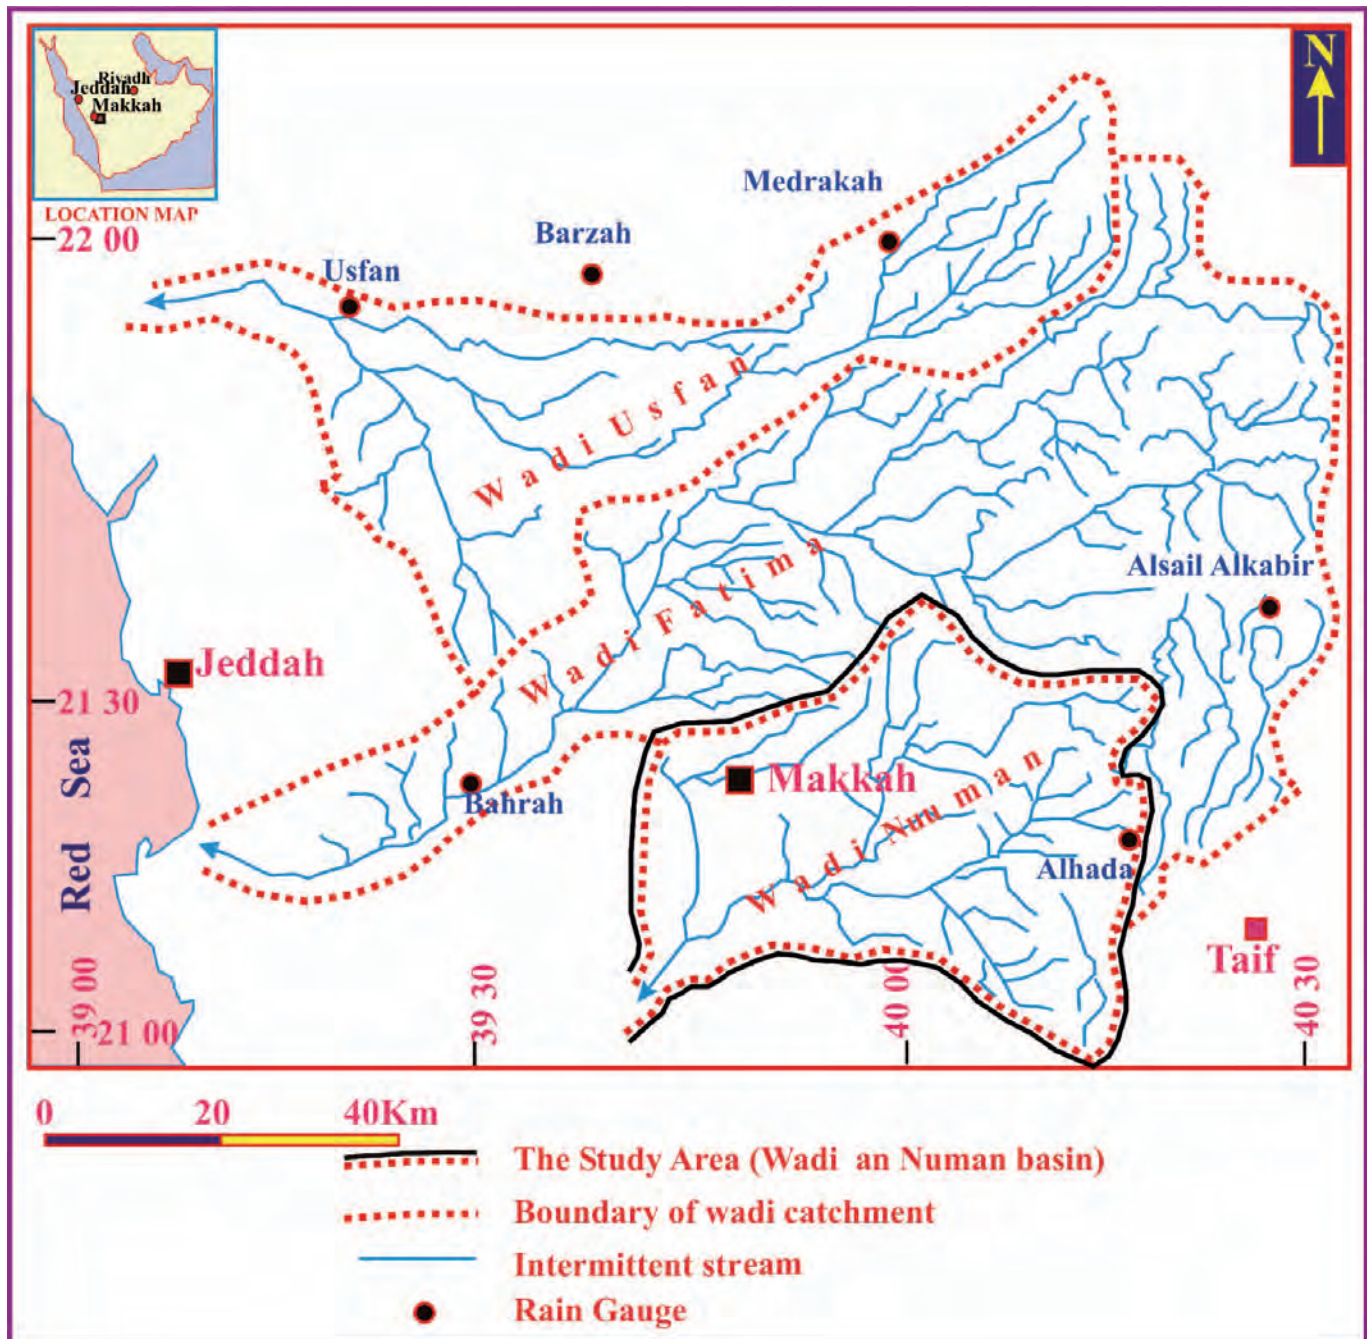 Riyadh
Jeddah
Makkah
LOCATION MAP
N
Medrakah
22 00
Barzah
Usfan
Wadi Usfan
Alsail Alkabir
Wadi Fatima
Jeddah
21 30
Red Sea
Makkah
Bahrah
Wadi Nuuman
Alhada
Taif
39 00
21 00
39 30
40 00
40 30
0 20 40Km
The Study Area (Wadi an Numan basin)
Boundary of wadi catchment
Intermittent stream
Rain Gauge